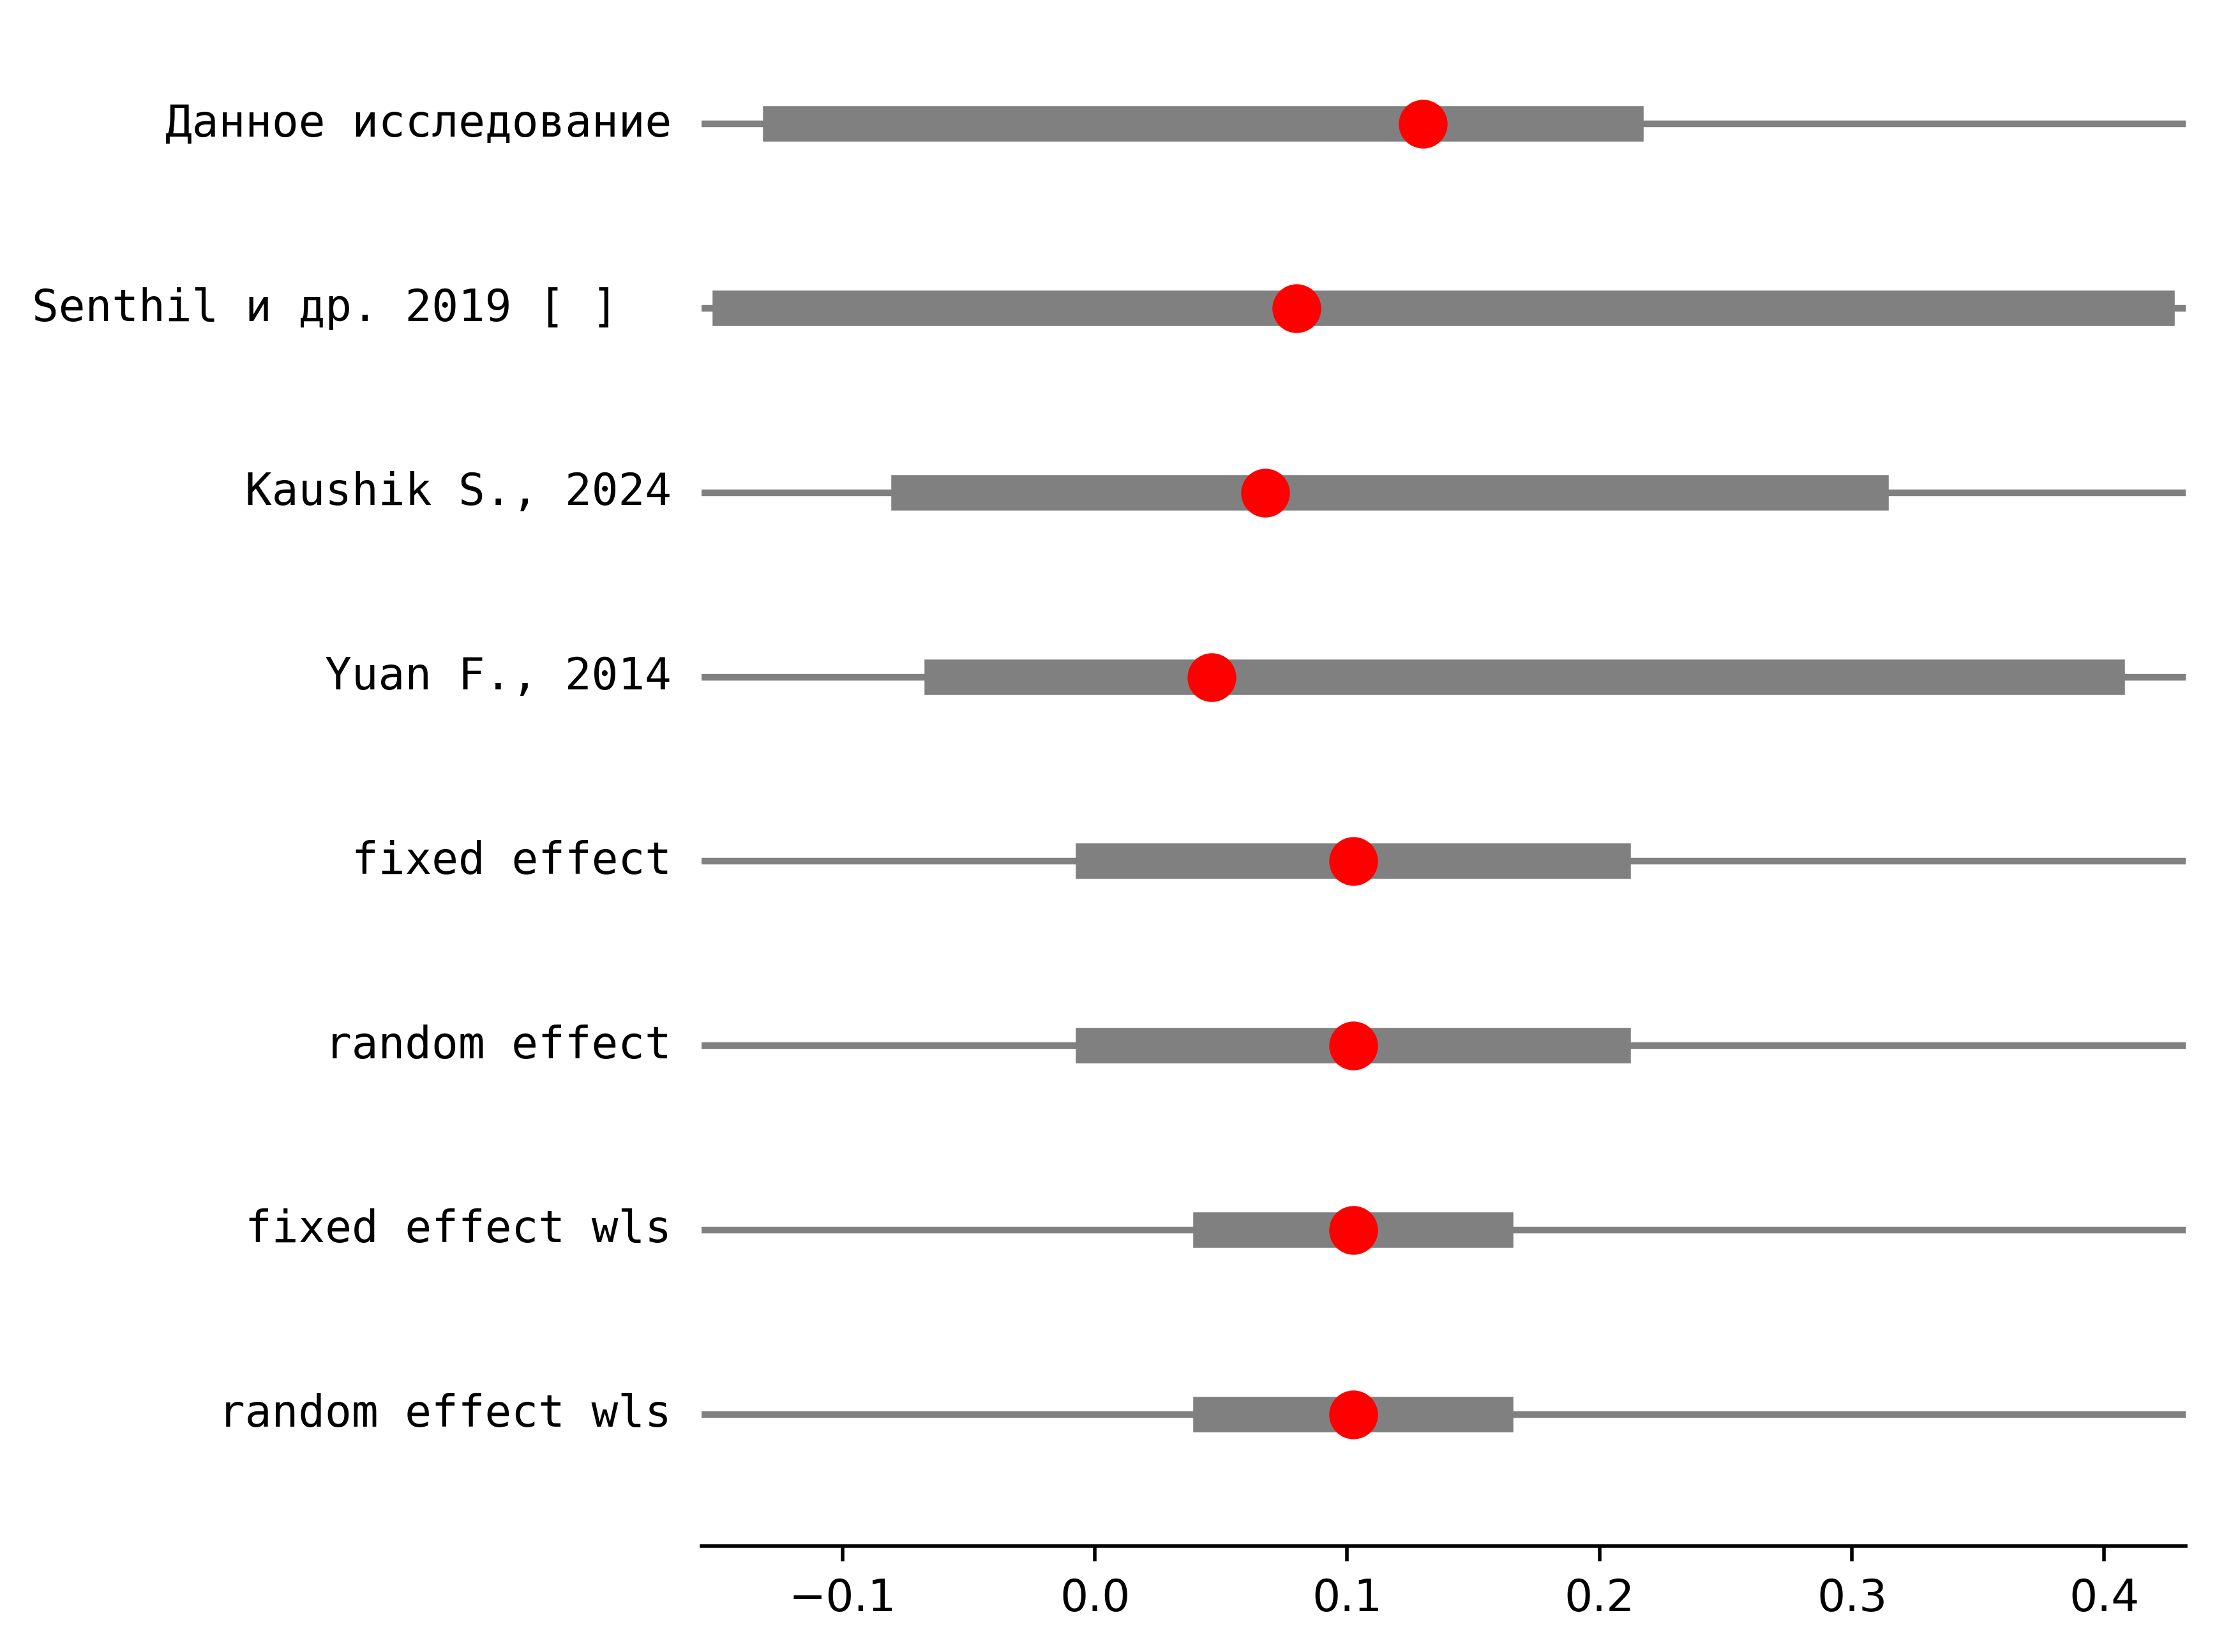 Данное исследование
Senthil и др. 2019 [ ]
Kaushik S., 2024
Yuan F., 2014
fixed effect
random effect
fixed effect wls
random effect wls
−0.1 0.0 0.1 0.2 0.3 0.4